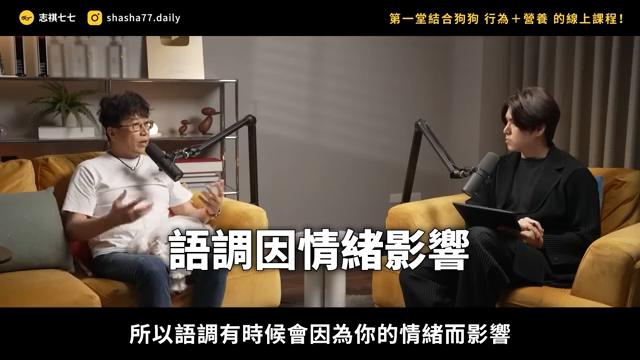 志祺七七
shasha77.daily
第一堂結合狗狗 行為＋營養 的線上課程！
語調因情緒影響
所以語調有時候會因為你的情緒而影響